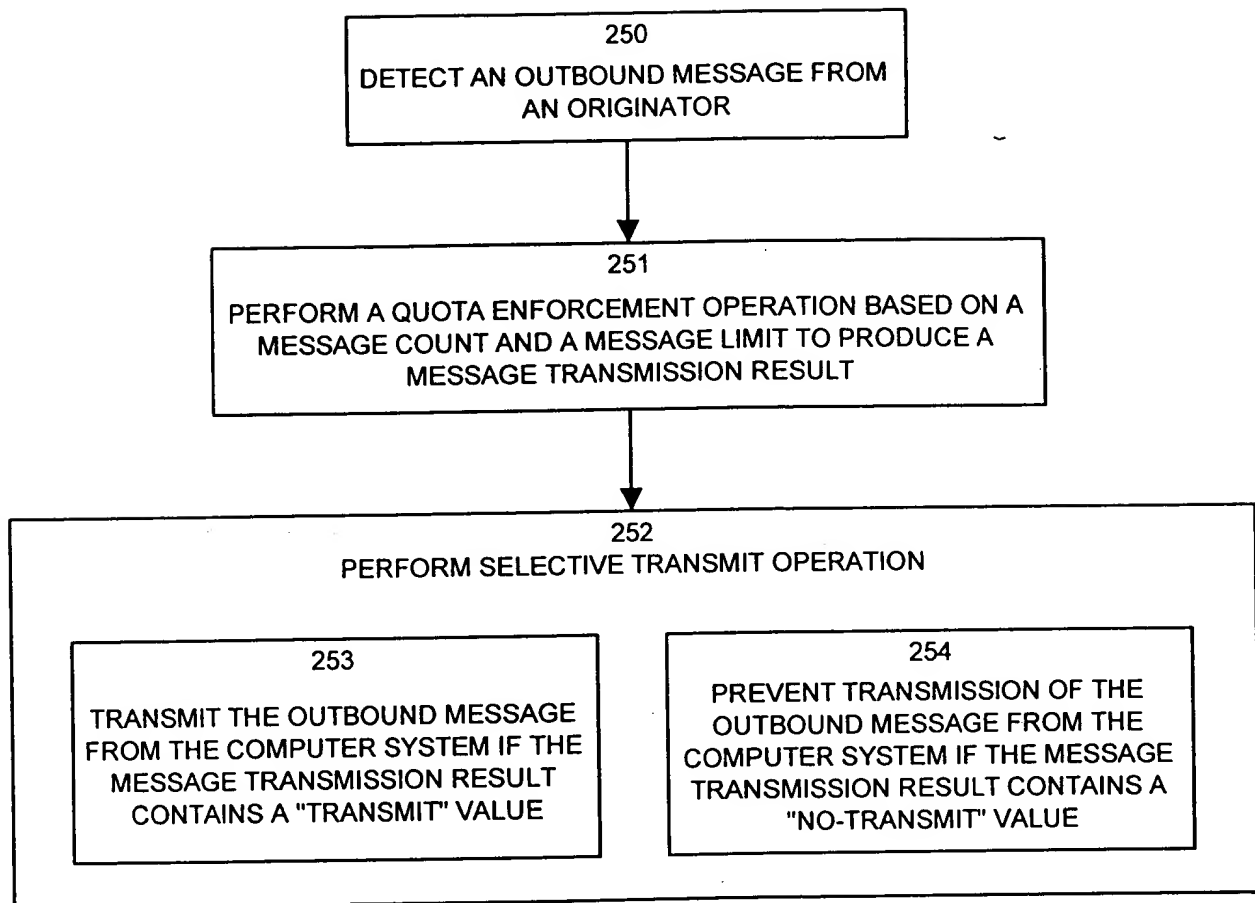 250
DETECT AN OUTBOUND MESSAGE FROM
AN ORIGINATOR
251
PERFORM A QUOTA ENFORCEMENT OPERATION BASED ON A
MESSAGE COUNT AND A MESSAGE LIMIT TO PRODUCE A
MESSAGE TRANSMISSION RESULT
252
PERFORM SELECTIVE TRANSMIT OPERATION
253
TRANSMIT THE OUTBOUND MESSAGE
FROM THE COMPUTER SYSTEM IF THE
MESSAGE TRANSMISSION RESULT
CONTAINS A "TRANSMIT" VALUE
254
PREVENT TRANSMISSION OF THE
OUTBOUND MESSAGE FROM THE
COMPUTER SYSTEM IF THE MESSAGE
TRANSMISSION RESULT CONTAINS A
"NO-TRANSMIT" VALUE